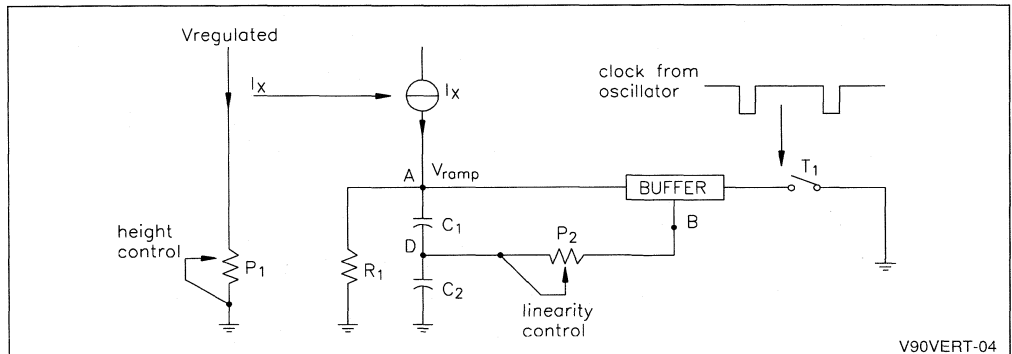 Vregulated
Ix
Ix
clock from
oscillator
A
Vramp
T1
BUFFER
B
C1
P2
D
height
control
P1
R1
C2
linearity
control
V90VERT-04